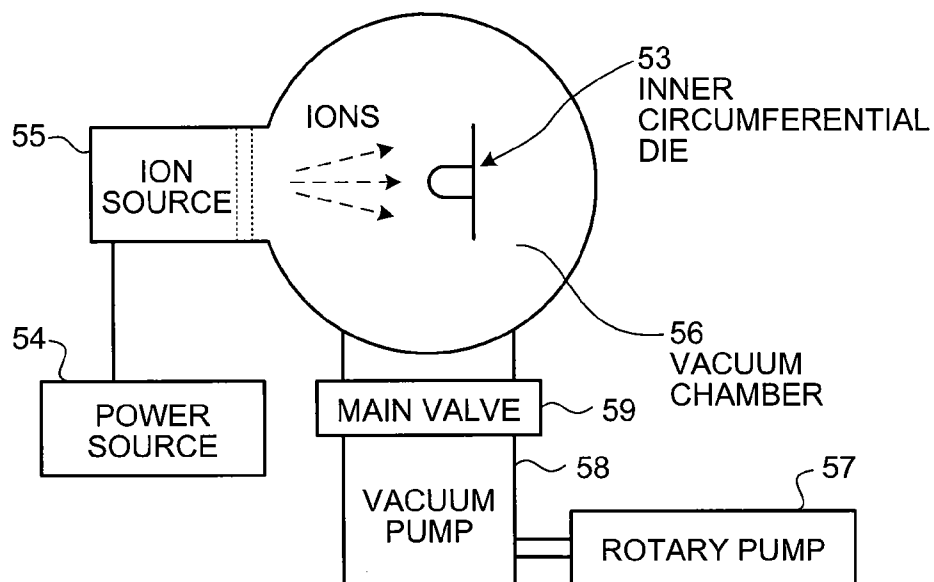 53
INNER
CIRCUMFERENTIAL
DIE
IONS
55
ION
SOURCE
54
POWER
SOURCE
56
VACUUM
CHAMBER
MAIN VALVE
59
58
VACUUM
PUMP
57
ROTARY PUMP